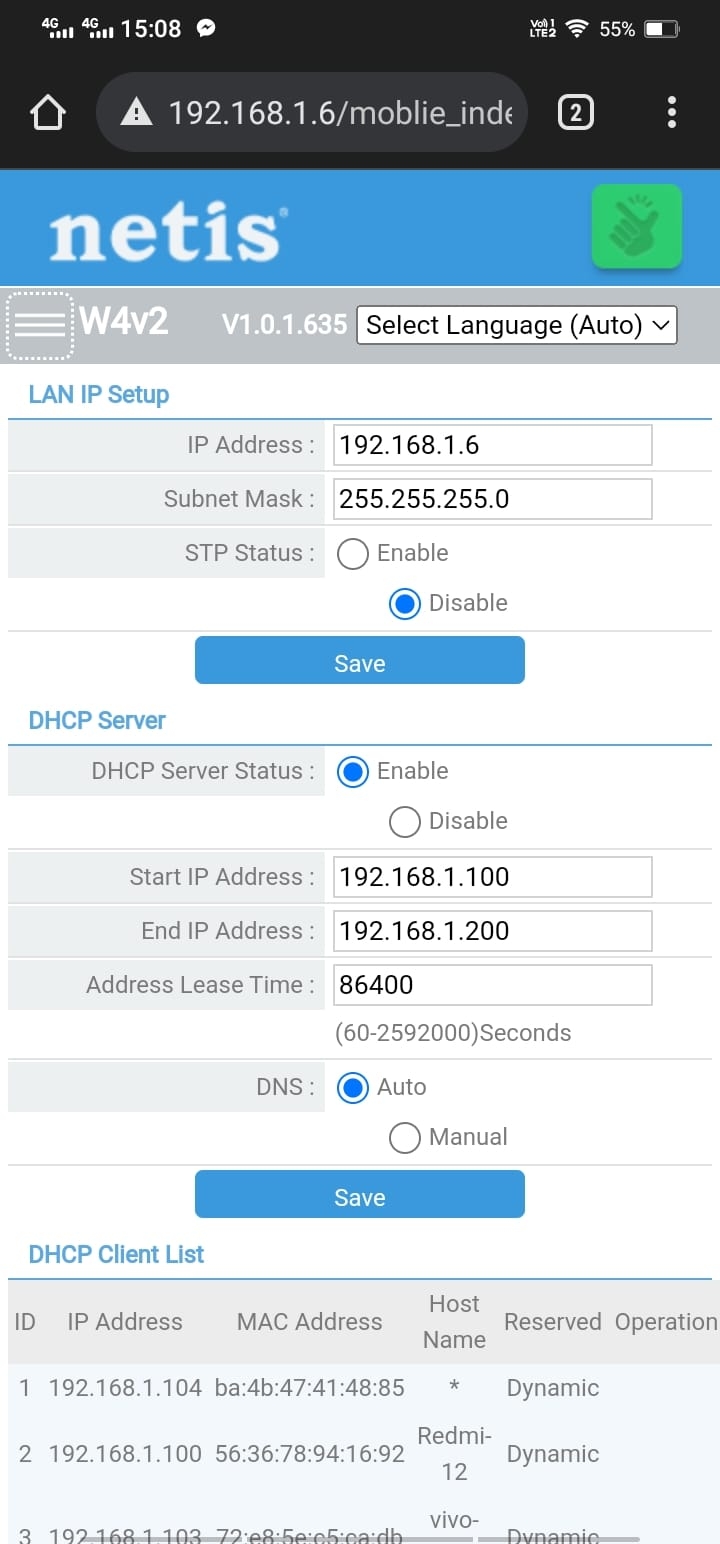 4G 4G 15:08 Vo) 1 LTE2 55%
192.168.1.6/moblie_inde 2
netis
W4v2 V1.0.1.635 Select Language (Auto)
LAN IP Setup
IP Address : 192.168.1.6
Subnet Mask : 255.255.255.0
STP Status : Enable
Disable
Save
DHCP Server
DHCP Server Status : Enable
Disable
Start IP Address : 192.168.1.100
End IP Address : 192.168.1.200
Address Lease Time : 86400
(60-2592000)Seconds
DNS : Auto
Manual
Save
DHCP Client List
ID IP Address MAC Address Host Name Reserved Operation
1 192.168.1.104 ba:4b:47:41:48:85 * Dynamic
2 192.168.1.100 56:36:78:94:16:92 Redmi-12 Dynamic
3 192.168.1.103 72:e8:5e:c5:ca:db vivo- Dynamic